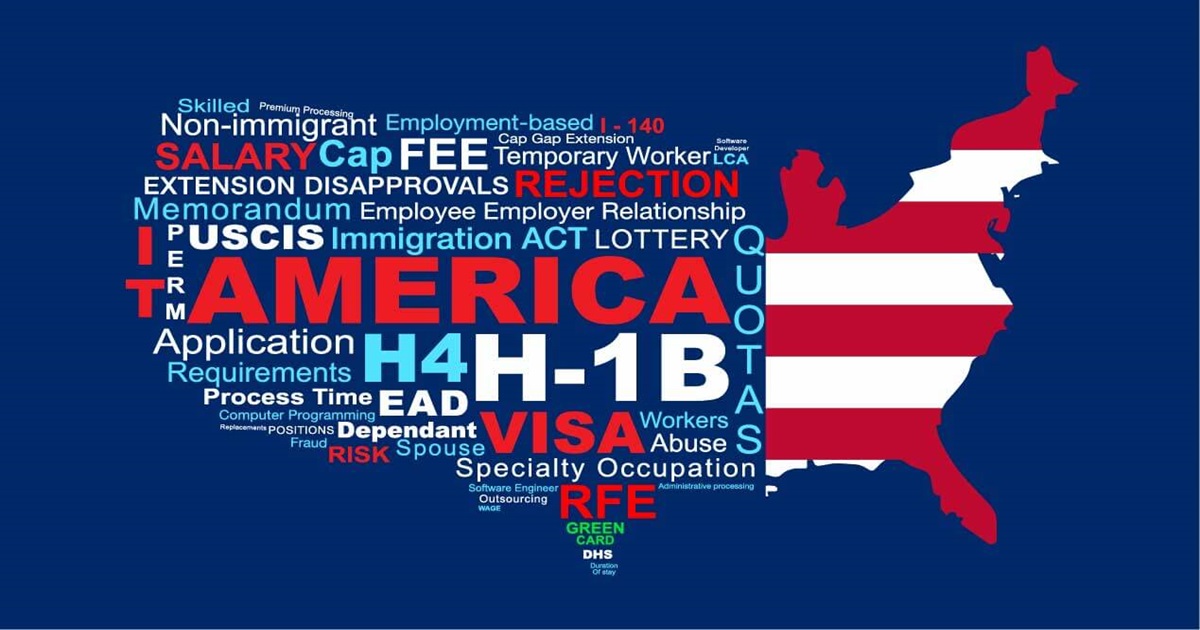 Skilled
Premium Processing
Non-immigrant
Employment-based
I - 140
SALARY
Cap
FEE
Cap Gap Extension
Temporary Worker
Software
Developer
LCA
EXTENSION DISAPPROVALS
REJECTION
Memorandum
Employee Employer Relationship
IT
PERM
USCIS
Immigration ACT
LOTTERY
QUOTAS
AMERICA
Application
H4
H-1B
Requirements
Process Time
EAD
Computer Programming
VISA
Workers
Replacements
POSITIONS
Dependant
Abuse
Fraud
RISK
Spouse
Specialty Occupation
Software Engineer
RFE
Administrative processing
Outsourcing
WAGE
GREEN
CARD
DHS
Duration
Of stay